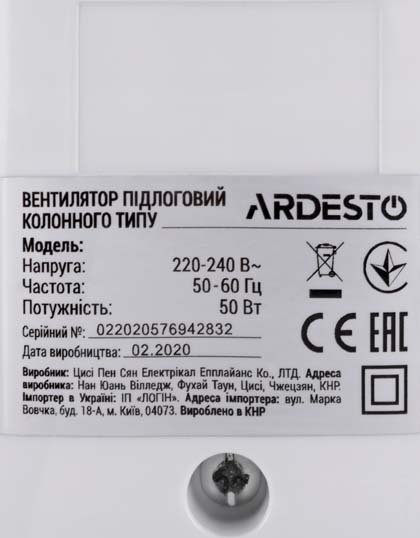 ВЕНТИЛЯТОР ПІДЛОГОВИЙ
КОЛОННОГО ТИПУ
ARDESTO
Модель:
Напруга: 220-240 В~
Частота: 50-60 Гц
Потужність: 50 Вт
Серійний №: 022020576942832
Дата виробництва: 02.2020
CE EAC
Виробник: Цисі Пен Сян Електрікал Епплайанс Ко., ЛТД. Адреса
виробника: Нан Юань Вілледж, Фухай Таун, Цисі, Чжецзян, КНР.
Імпортер в Україні: ІП «ЛОГІН». Адреса імпортера: вул. Марка
Вовчка, буд. 18-А, м. Київ, 04073. Вироблено в КНР